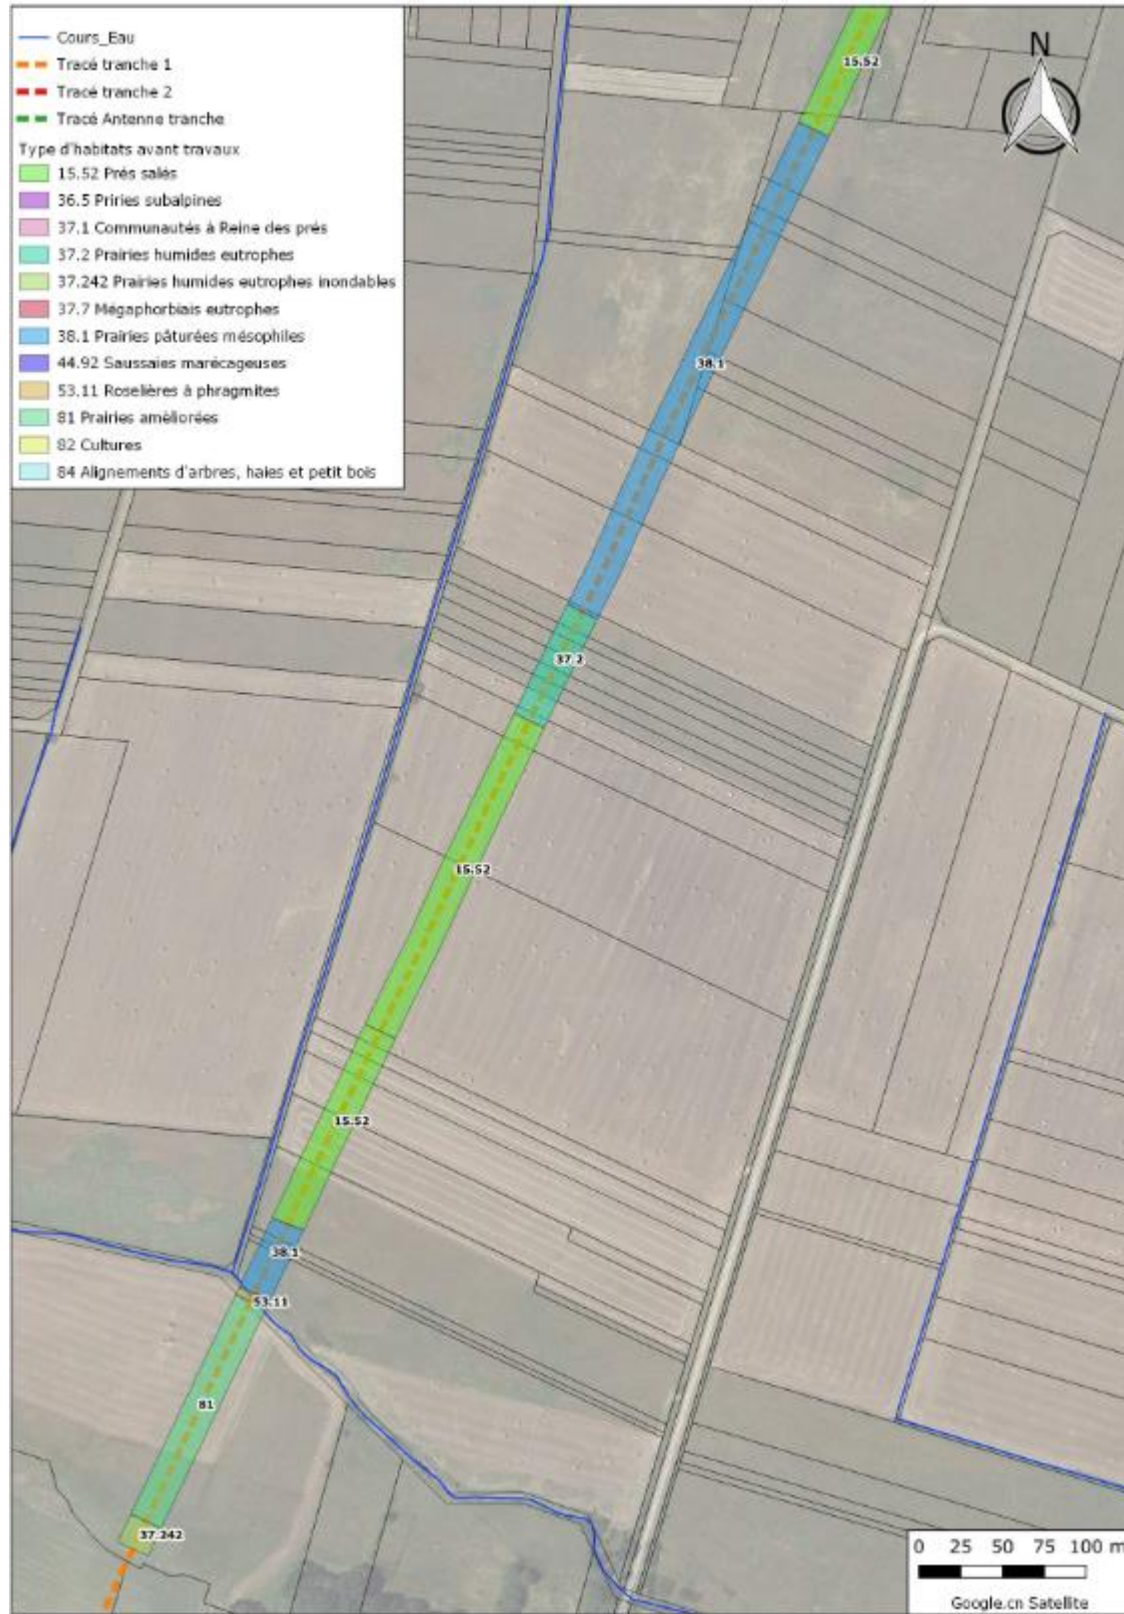 Cours_Eau
Tracé tranche 1
Tracé tranche 2
Tracé Antenne tranche
Type d'habitats avant travaux
15.52 Prés salés
36.5 Priries subalpines
37.1 Communautés à Reine des prés
37.2 Prairies humides eutrophes
37.242 Prairies humides eutrophes inondables
37.7 Mégaphorbiais eutrophes
38.1 Prairies pâturées mésophiles
44.92 Saussaies marécageuses
53.11 Roselières à phragmites
81 Prairies améliorées
82 Cultures
84 Alignements d'arbres, haies et petit bois
N
15.52
38.1
37.2
15.52
15.52
38.1
53.11
81
37.242
0 25 50 75 100 m
Google.cn Satellite